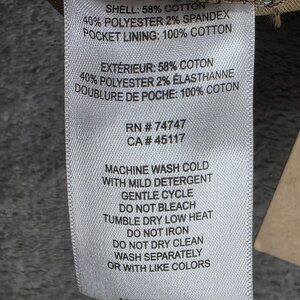 SHELL: 58% COTTON
40% POLYESTER 2% SPANDEX
POCKET LINING: 100% COTTON
EXTÉRIEUR: 58% COTON
40% POLYESTER 2% ÉLASTHANNE
DOUBLURE DE POCHE: 100% COTON
RN # 74747
CA # 45117
MACHINE WASH COLD
WITH MILD DETERGENT
GENTLE CYCLE
DO NOT BLEACH
TUMBLE DRY LOW HEAT
DO NOT IRON
DO NOT DRY CLEAN
WASH SEPARATELY
OR WITH LIKE COLORS